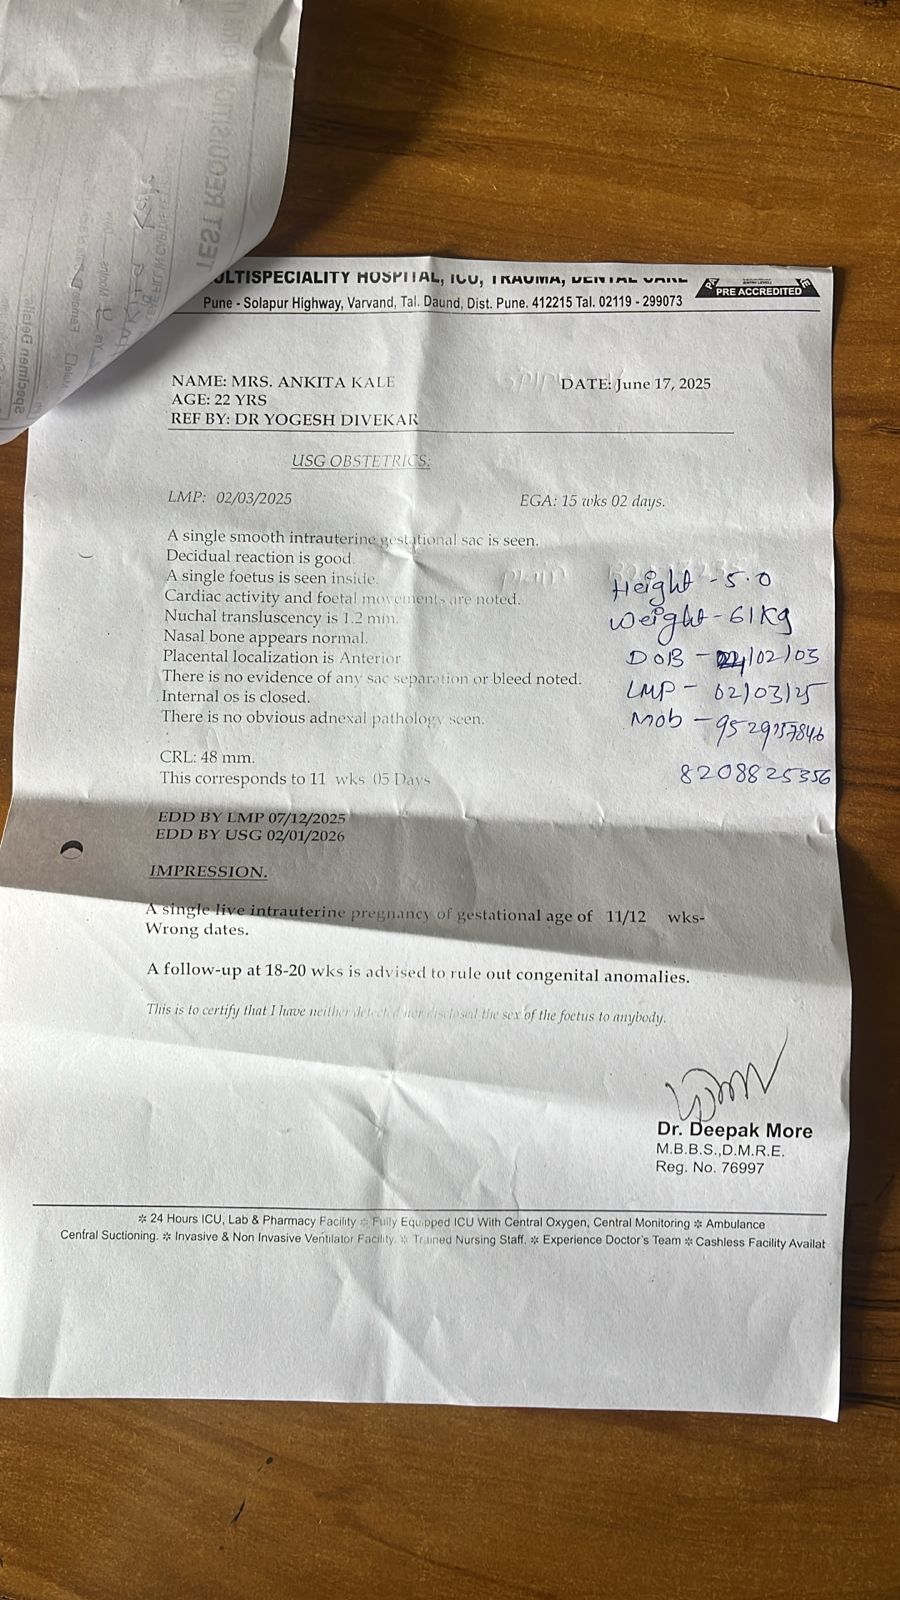 MULTISPECIALITY HOSPITAL, ICU, TRAUMA, DENTAL CARE
PRE ACCREDITED
Pune - Solapur Highway, Varvand, Tal. Daund, Dist. Pune. 412215 Tal. 02119 - 299073
TEST REQUISITION
Specimen Details
NAME: MRS. ANKITA KALE
DATE: June 17, 2025
AGE: 22 YRS
REF BY: DR YOGESH DIVEKAR
USG OBSTETRICS:
LMP: 02/03/2025
EGA: 15 wks 02 days.
A single smooth intrauterine gestational sac is seen.
Decidual reaction is good.
A single foetus is seen inside.
Cardiac activity and foetal movements are noted.
Nuchal transluscency is 1.2 mm.
Nasal bone appears normal.
Placental localization is Anterior
There is no evidence of any sac separation or bleed noted.
Internal os is closed.
There is no obvious adnexal pathology seen.
Height - 5.0
Weight - 61 Kg
DOB - /02/03
LMP - 02/03/25
Mob -
8208825356
CRL: 48 mm.
This corresponds to 11 wks 05 Days
EDD BY LMP 07/12/2025
EDD BY USG 02/01/2026
IMPRESSION.
A single live intrauterine pregnancy of gestational age of 11/12 wks-
Wrong dates.
A follow-up at 18-20 wks is advised to rule out congenital anomalies.
This is to certify that I have neither detected nor disclosed the sex of the foetus to anybody.
Dr. Deepak More
M.B.B.S.,D.M.R.E.
Reg. No. 76997
✲ 24 Hours ICU, Lab & Pharmacy Facility ✲ Fully Equipped ICU With Central Oxygen, Central Monitoring ✲ Ambulance
Central Suctioning. ✲ Invasive & Non Invasive Ventilator Facility. ✲ Trained Nursing Staff. ✲ Experience Doctor's Team ✲ Cashless Facility Availat